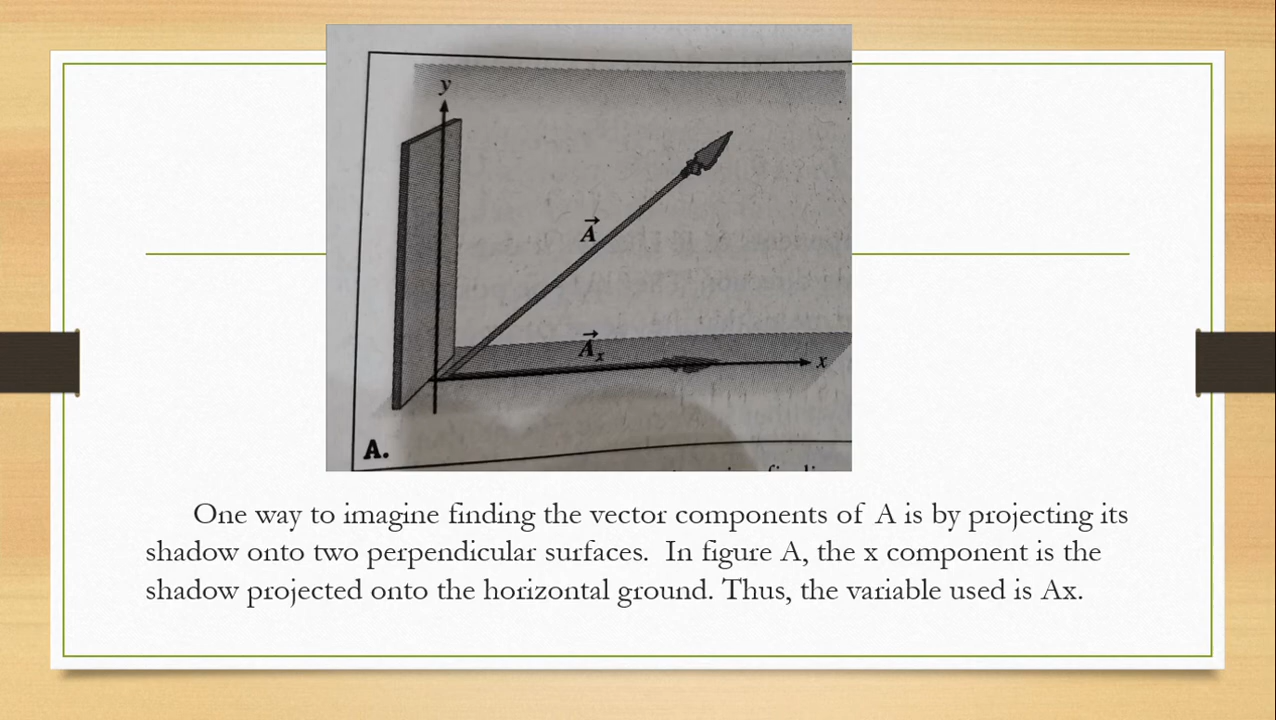 y
A
Ax
x
A.
One way to imagine finding the vector components of A is by projecting its
shadow onto two perpendicular surfaces. In figure A, the x component is the
shadow projected onto the horizontal ground. Thus, the variable used is Ax.